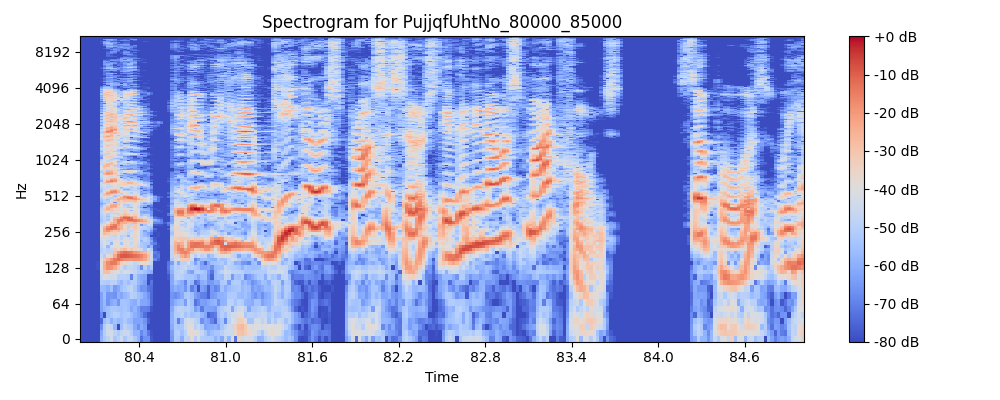 Spectrogram for PujjqfUhtNo_80000_85000
Hz
8192
4096
2048
1024
512
256
128
64
0
80.4 81.0 81.6 82.2 82.8 83.4 84.0 84.6
Time
+0 dB
-10 dB
-20 dB
-30 dB
-40 dB
-50 dB
-60 dB
-70 dB
-80 dB